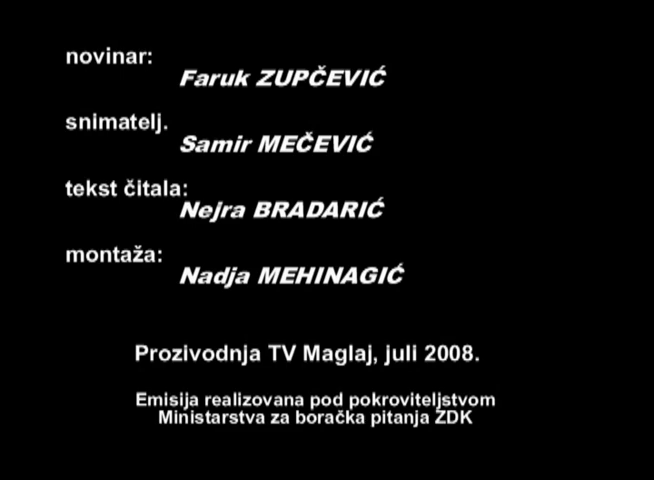 novinar:
Faruk ZUPČEVIĆ
snimatelj.
Samir MEČEVIĆ
tekst čitala:
Nejra BRADARIĆ
montaža:
Nadja MEHINAGIĆ
Prozivodnja TV Maglaj, juli 2008.
Emisija realizovana pod pokroviteljstvom
Ministarstva za boračka pitanja ZDK